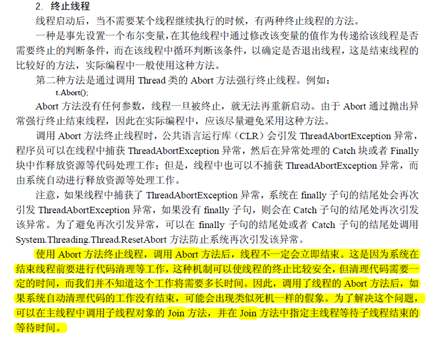 2. 终止线程
线程启动后，当不需要某个线程继续执行的时候，有两种终止线程的方法。
一种是事先设置一个布尔变量，在其他线程中通过修改该变量的值作为传递给该线程是否
需要终止的判断条件，而在该线程中循环判断该条件，以确定是否退出线程，这是结束线程的
比较好的方法，实际编程中一般使用这种方法。
第二种方法是通过调用 Thread 类的 Abort 方法强行终止线程。例如：
t.Abort();
Abort 方法没有任何参数，线程一旦被终止，就无法再重新启动。由于 Abort 通过抛出异
常强行终止结束线程，因此在实际编程中，应该尽量避免采用这种方法。
调用 Abort 方法终止线程时，公共语言运行库（CLR）会引发 ThreadAbortException 异常，
程序员可以在线程中捕获 ThreadAbortException 异常，然后在异常处理的 Catch 块或者 Finally
块中作释放资源等代码处理工作；但是，线程中也可以不捕获 ThreadAbortException 异常，而
由系统自动进行释放资源等处理工作。
注意，如果线程中捕获了 ThreadAbortException 异常，系统在 finally 子句的结尾处会再次
引发 ThreadAbortException 异常，如果没有 finally 子句，则会在 Catch 子句的结尾处再次引发
该异常。为了避免再次引发异常，可以在 finally 子句的结尾处或者 Catch 子句的结尾处调用
System.Threading.Thread.ResetAbort 方法防止系统再次引发该异常。
使用 Abort 方法终止线程，调用 Abort 方法后，线程不一定会立即结束。这是因为系统在
结束线程前要进行代码清理等工作，这种机制可以使线程的终止比较安全，但清理代码需要一
定的时间，而我们并不知道这个工作将需要多长时间。因此，调用了线程的 Abort 方法后，如
果系统自动清理代码的工作没有结束，可能会出现类似死机一样的假象。为了解决这个问题，
可以在主线程中调用子线程对象的 Join 方法，并在 Join 方法中指定主线程等待子线程结束的
等待时间。